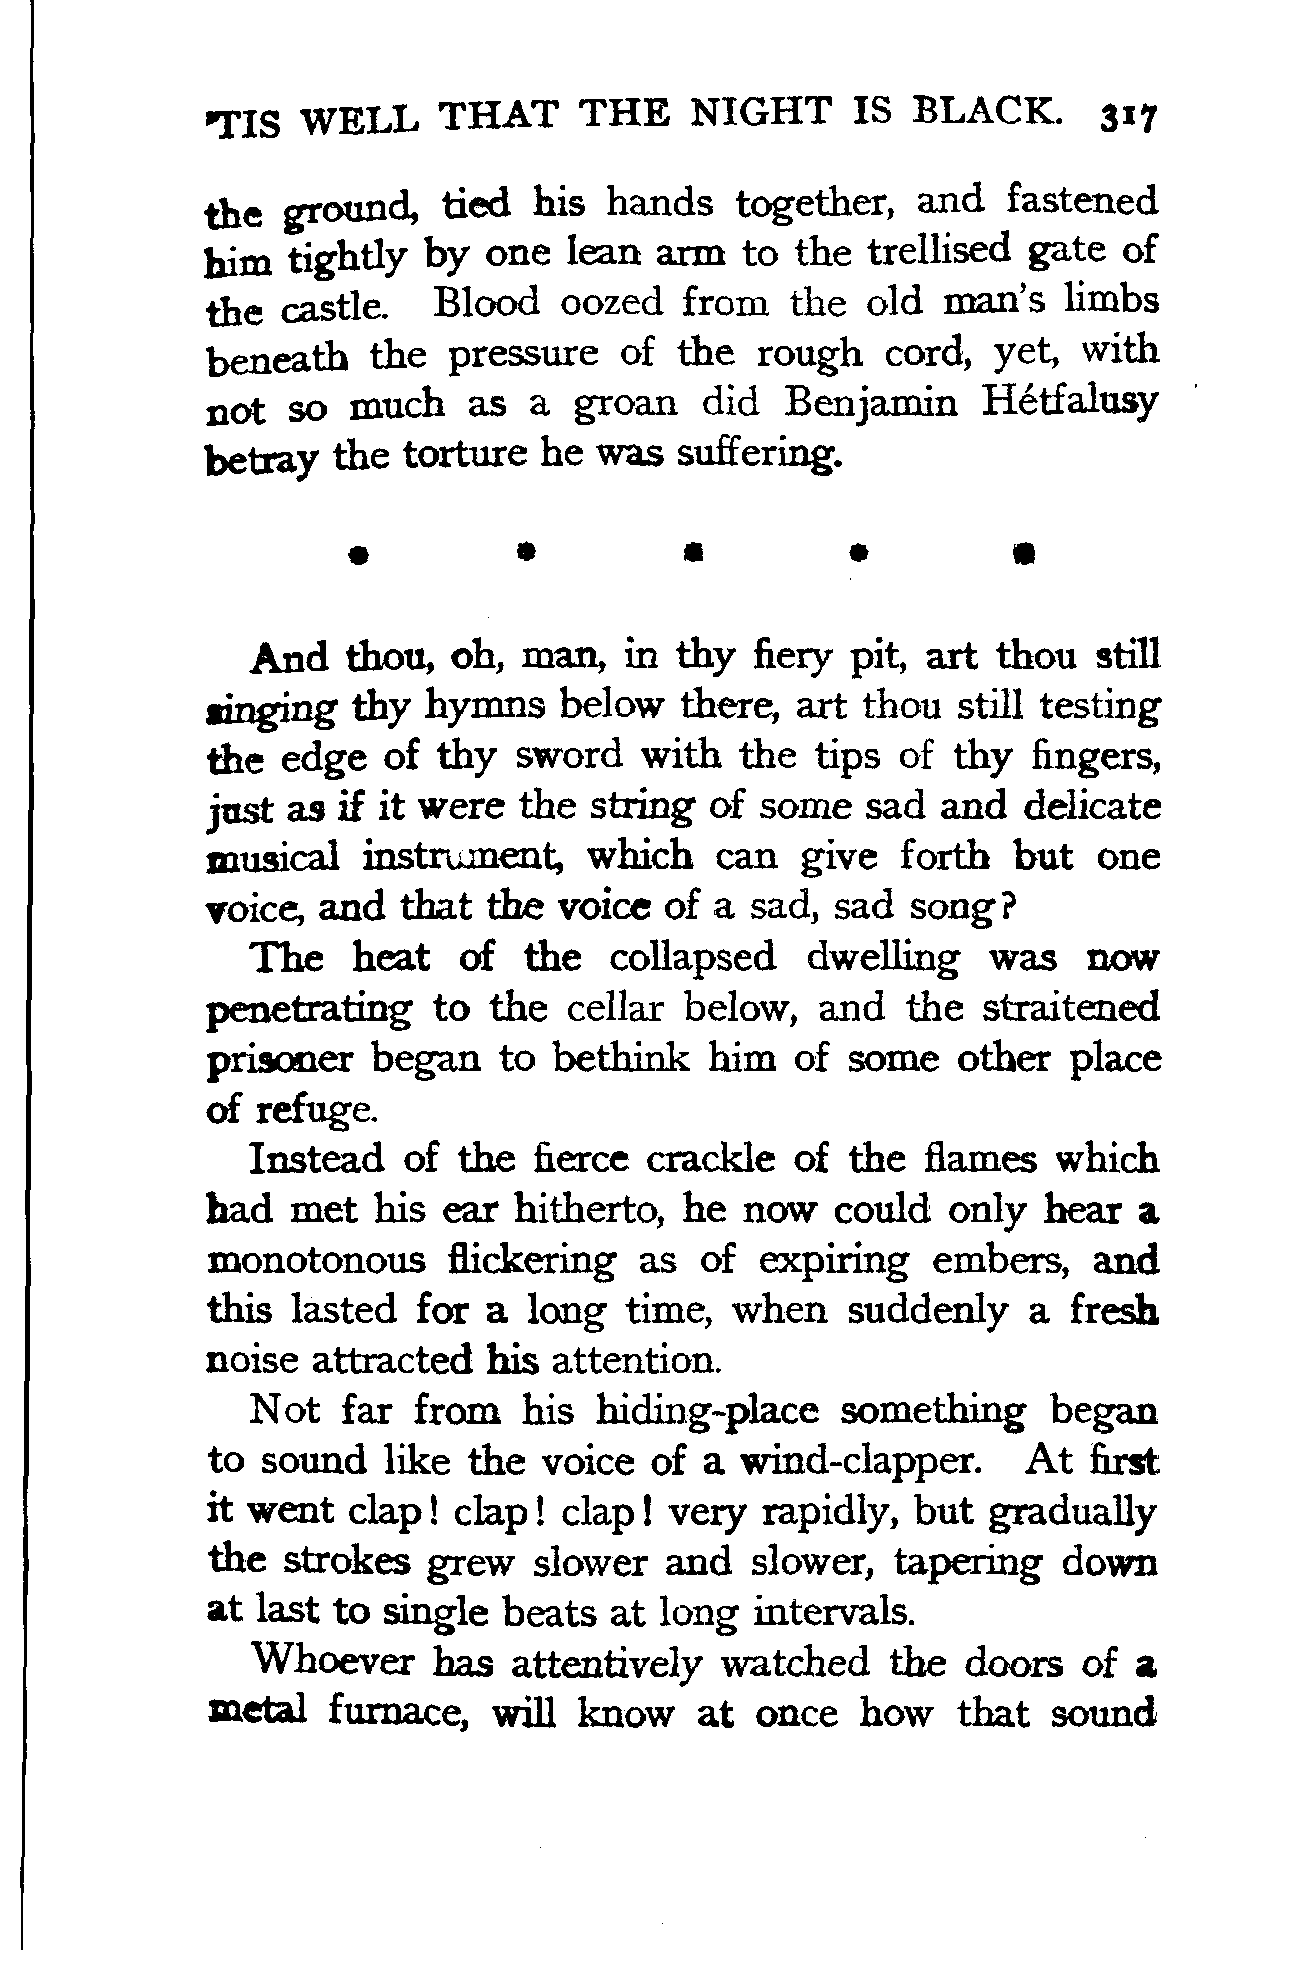 'TIS WELL THAT THE NIGHT IS BLACK. 317
the ground, tied his hands together, and fastened
him tightly by one lean arm to the trellised gate of
the castle. Blood oozed from the old man's limbs
beneath the pressure of the rough cord, yet, with
not so much as a groan did Benjamin Hétfalusy
betray the torture he was suffering.
• • • • •
And thou, oh, man, in thy fiery pit, art thou still
singing thy hymns below there, art thou still testing
the edge of thy sword with the tips of thy fingers,
just as if it were the string of some sad and delicate
musical instrument, which can give forth but one
voice, and that the voice of a sad, sad song?
The heat of the collapsed dwelling was now
penetrating to the cellar below, and the straitened
prisoner began to bethink him of some other place
of refuge.
Instead of the fierce crackle of the flames which
had met his ear hitherto, he now could only hear a
monotonous flickering as of expiring embers, and
this lasted for a long time, when suddenly a fresh
noise attracted his attention.
Not far from his hiding-place something began
to sound like the voice of a wind-clapper. At first
it went clap! clap! clap! very rapidly, but gradually
the strokes grew slower and slower, tapering down
at last to single beats at long intervals.
Whoever has attentively watched the doors of a
metal furnace, will know at once how that sound